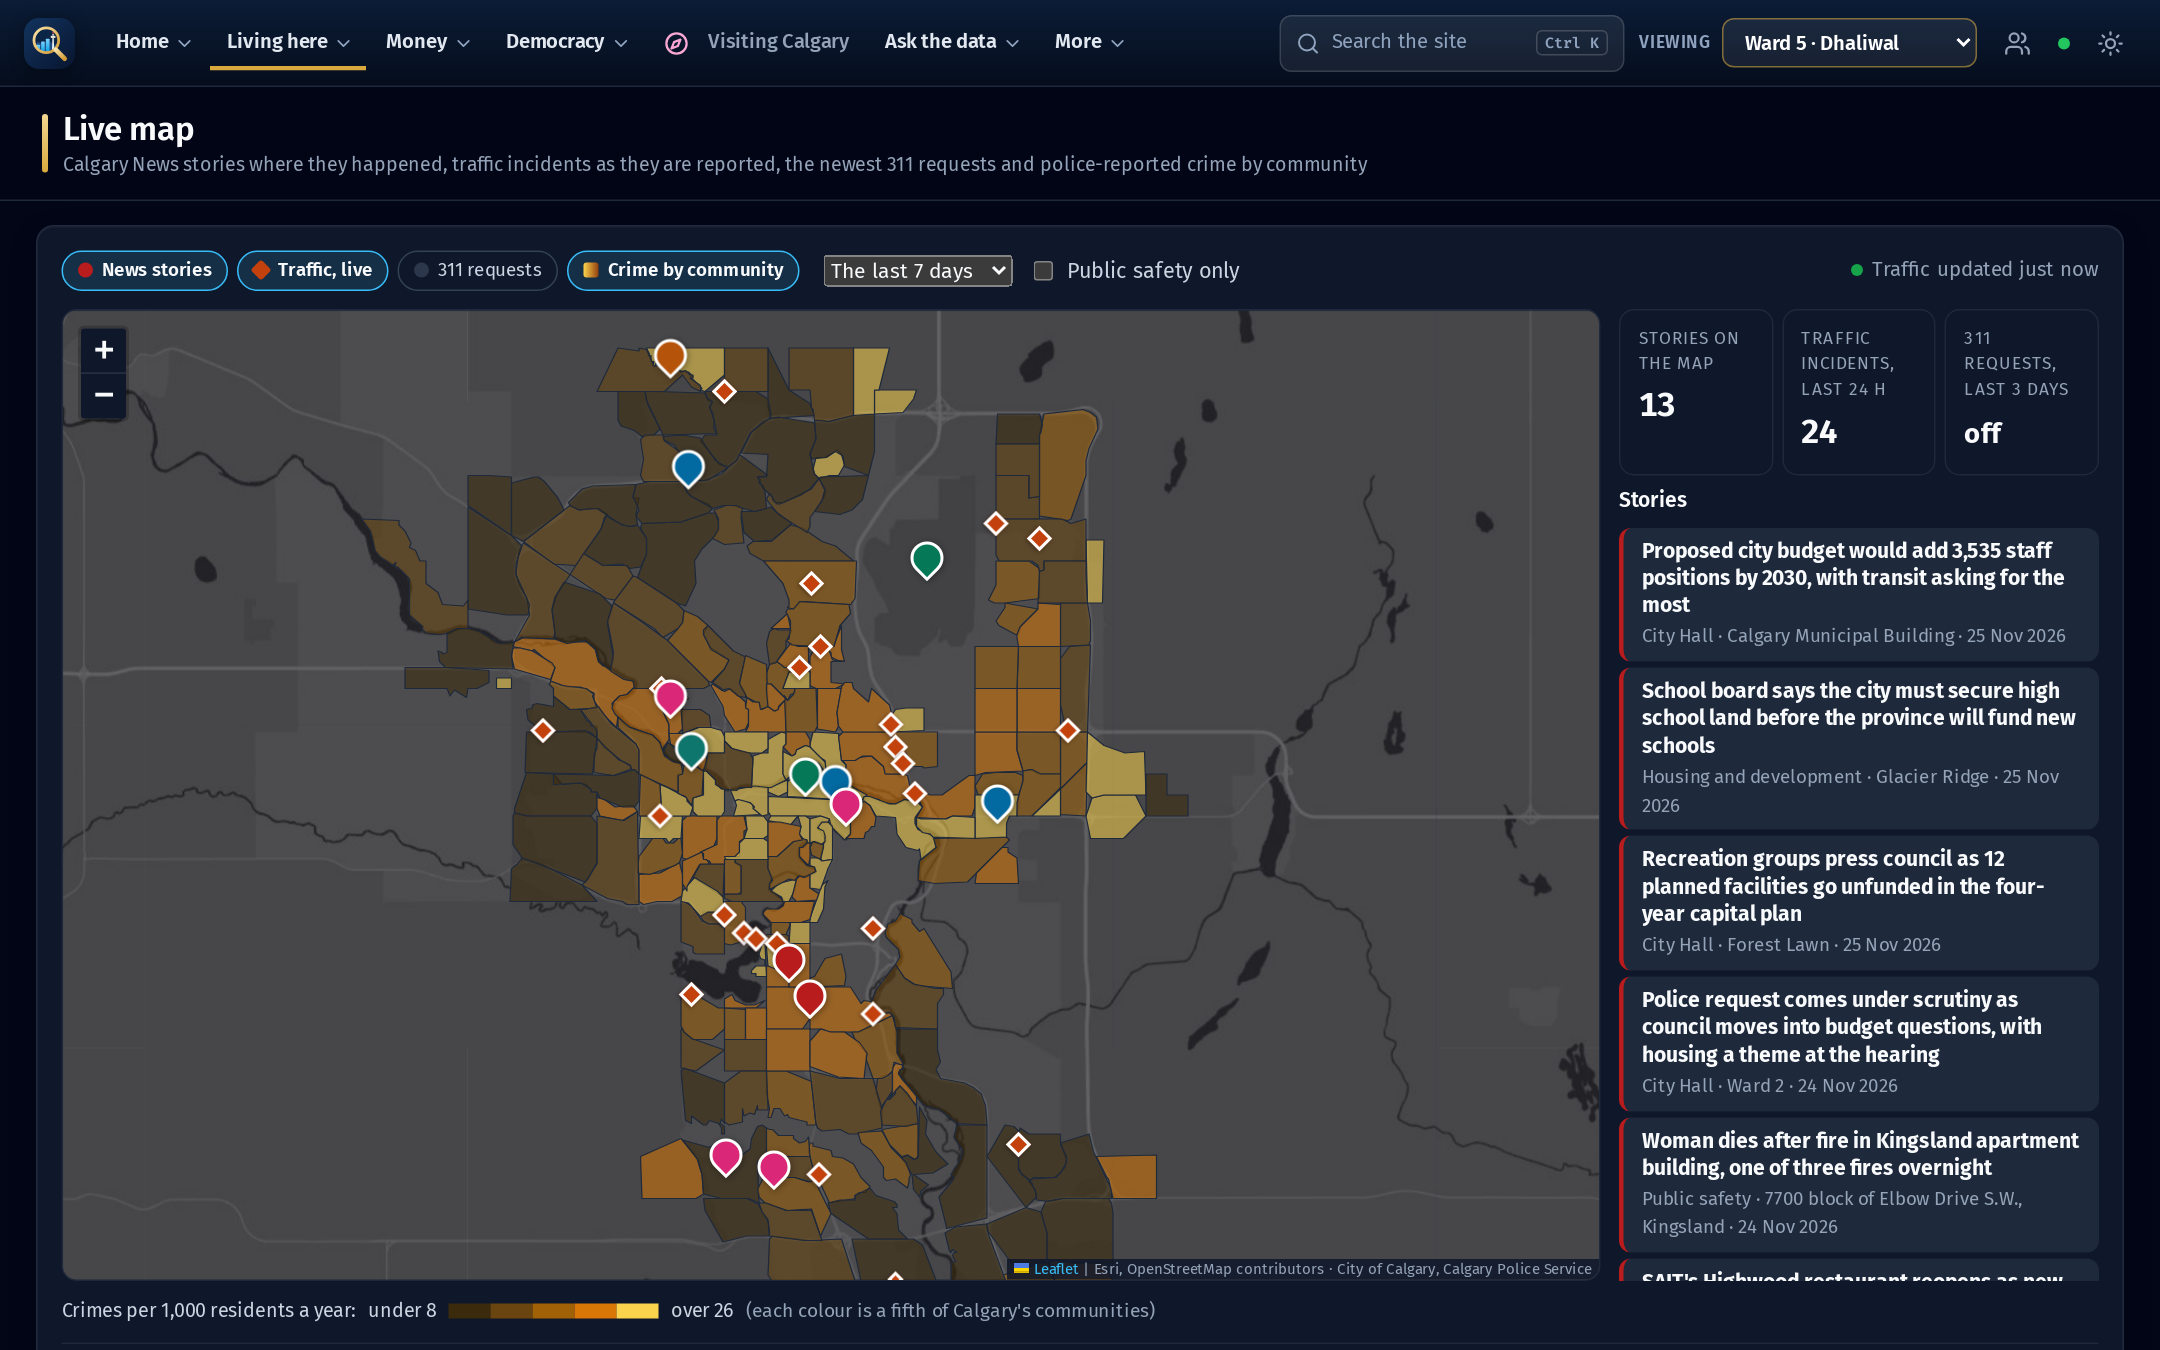 Home
Living here
Money
Democracy
Visiting Calgary
Ask the data
More
Search the site
Ctrl K
VIEWING
Ward 5 · Dhaliwal
Live map
Calgary News stories where they happened, traffic incidents as they are reported, the newest 311 requests and police-reported crime by community
News stories
Traffic, live
311 requests
Crime by community
The last 7 days
Public safety only
Traffic updated just now
+
−
STORIES ON
THE MAP
13
TRAFFIC
INCIDENTS,
LAST 24 H
24
311
REQUESTS,
LAST 3 DAYS
off
Stories
Proposed city budget would add 3,535 staff
positions by 2030, with transit asking for the
most
City Hall · Calgary Municipal Building · 25 Nov 2026
School board says the city must secure high
school land before the province will fund new
schools
Housing and development · Glacier Ridge · 25 Nov
2026
Recreation groups press council as 12
planned facilities go unfunded in the four-
year capital plan
City Hall · Forest Lawn · 25 Nov 2026
Police request comes under scrutiny as
council moves into budget questions, with
housing a theme at the hearing
City Hall · Ward 2 · 24 Nov 2026
Woman dies after fire in Kingsland apartment
building, one of three fires overnight
Public safety · 7700 block of Elbow Drive S.W.,
Kingsland · 24 Nov 2026
SAIT's Highwood restaurant reopens as new
Leaflet | Esri, OpenStreetMap contributors · City of Calgary, Calgary Police Service
Crimes per 1,000 residents a year: under 8
over 26 (each colour is a fifth of Calgary's communities)